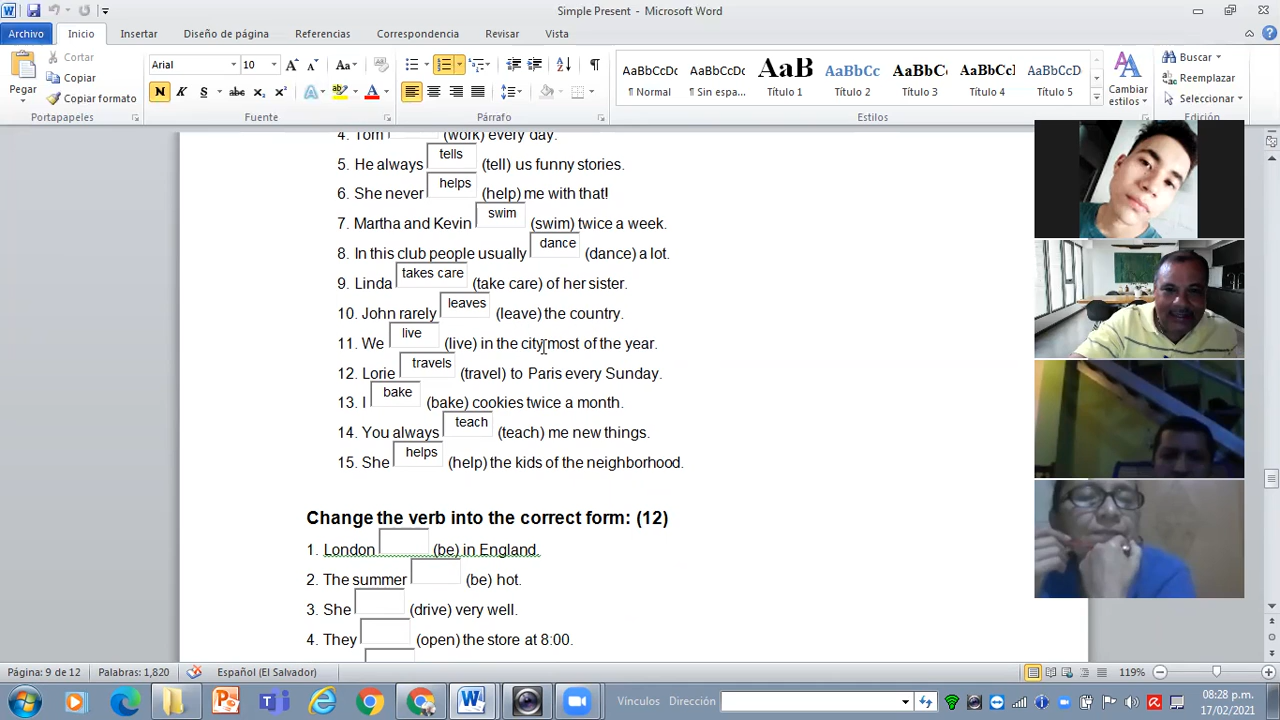 Simple Present - Microsoft Word
Archivo Inicio Insertar Diseño de página Referencias Correspondencia Revisar Vista
Cortar
Copiar
Copiar formato
Pegar
Portapapeles
Arial 10
Fuente
Párrafo
AaBbCcDc AaBbCcDc AaB AaBbCc AaBbCc AaBbCc AaBbCcD
¶ Normal ¶ Sin espa... Título 1 Título 2 Título 3 Título 4 Título 5
Estilos
Cambiar estilos
Buscar
Reemplazar
Seleccionar
Edición
4. Tom (work) every day.
5. He always tells (tell) us funny stories.
6. She never helps (help) me with that!
7. Martha and Kevin swim (swim) twice a week.
8. In this club people usually dance (dance) a lot.
9. Linda takes care (take care) of her sister.
10. John rarely leaves (leave) the country.
11. We live (live) in the city most of the year.
12. Lorie travels (travel) to Paris every Sunday.
13. I bake (bake) cookies twice a month.
14. You always teach (teach) me new things.
15. She helps (help) the kids of the neighborhood.
Change the verb into the correct form: (12)
1. London (be) in England.
2. The summer (be) hot.
3. She (drive) very well.
4. They (open) the store at 8:00.
Página: 9 de 12 Palabras: 1,820 Español (El Salvador) 119%
Vínculos Dirección 08:28 p.m.
17/02/2021